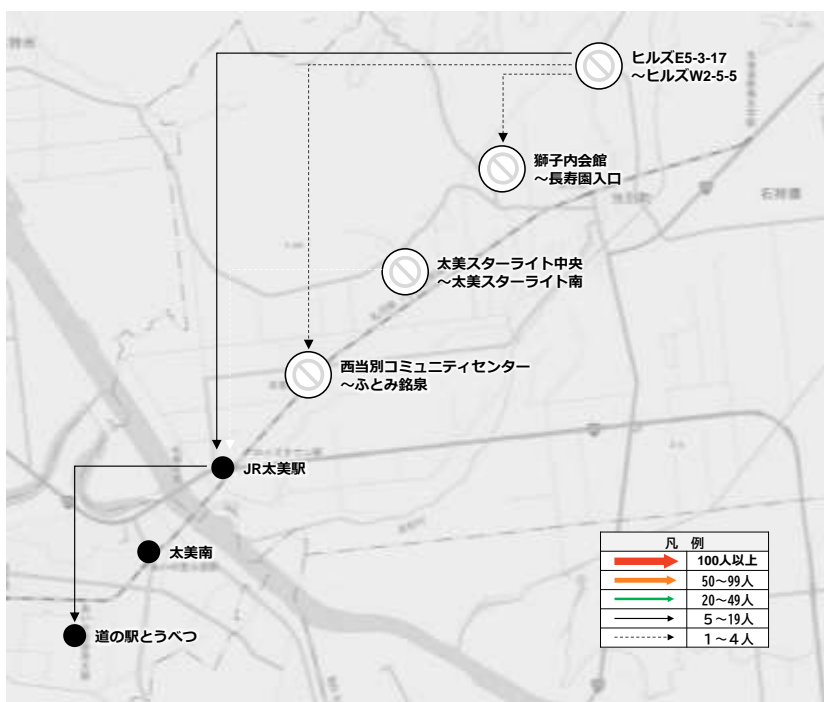 ヒルズE5-3-17
～ヒルズW2-5-5
獅子内会館
～長寿園入口
太美スターライト中央
～太美スターライト南
西当別コミュニティセンター
～ふとみ銘泉
JR太美駅
太美南
道の駅とうべつ
凡 例
100人以上
50～99人
20～49人
５～19人
１～４人